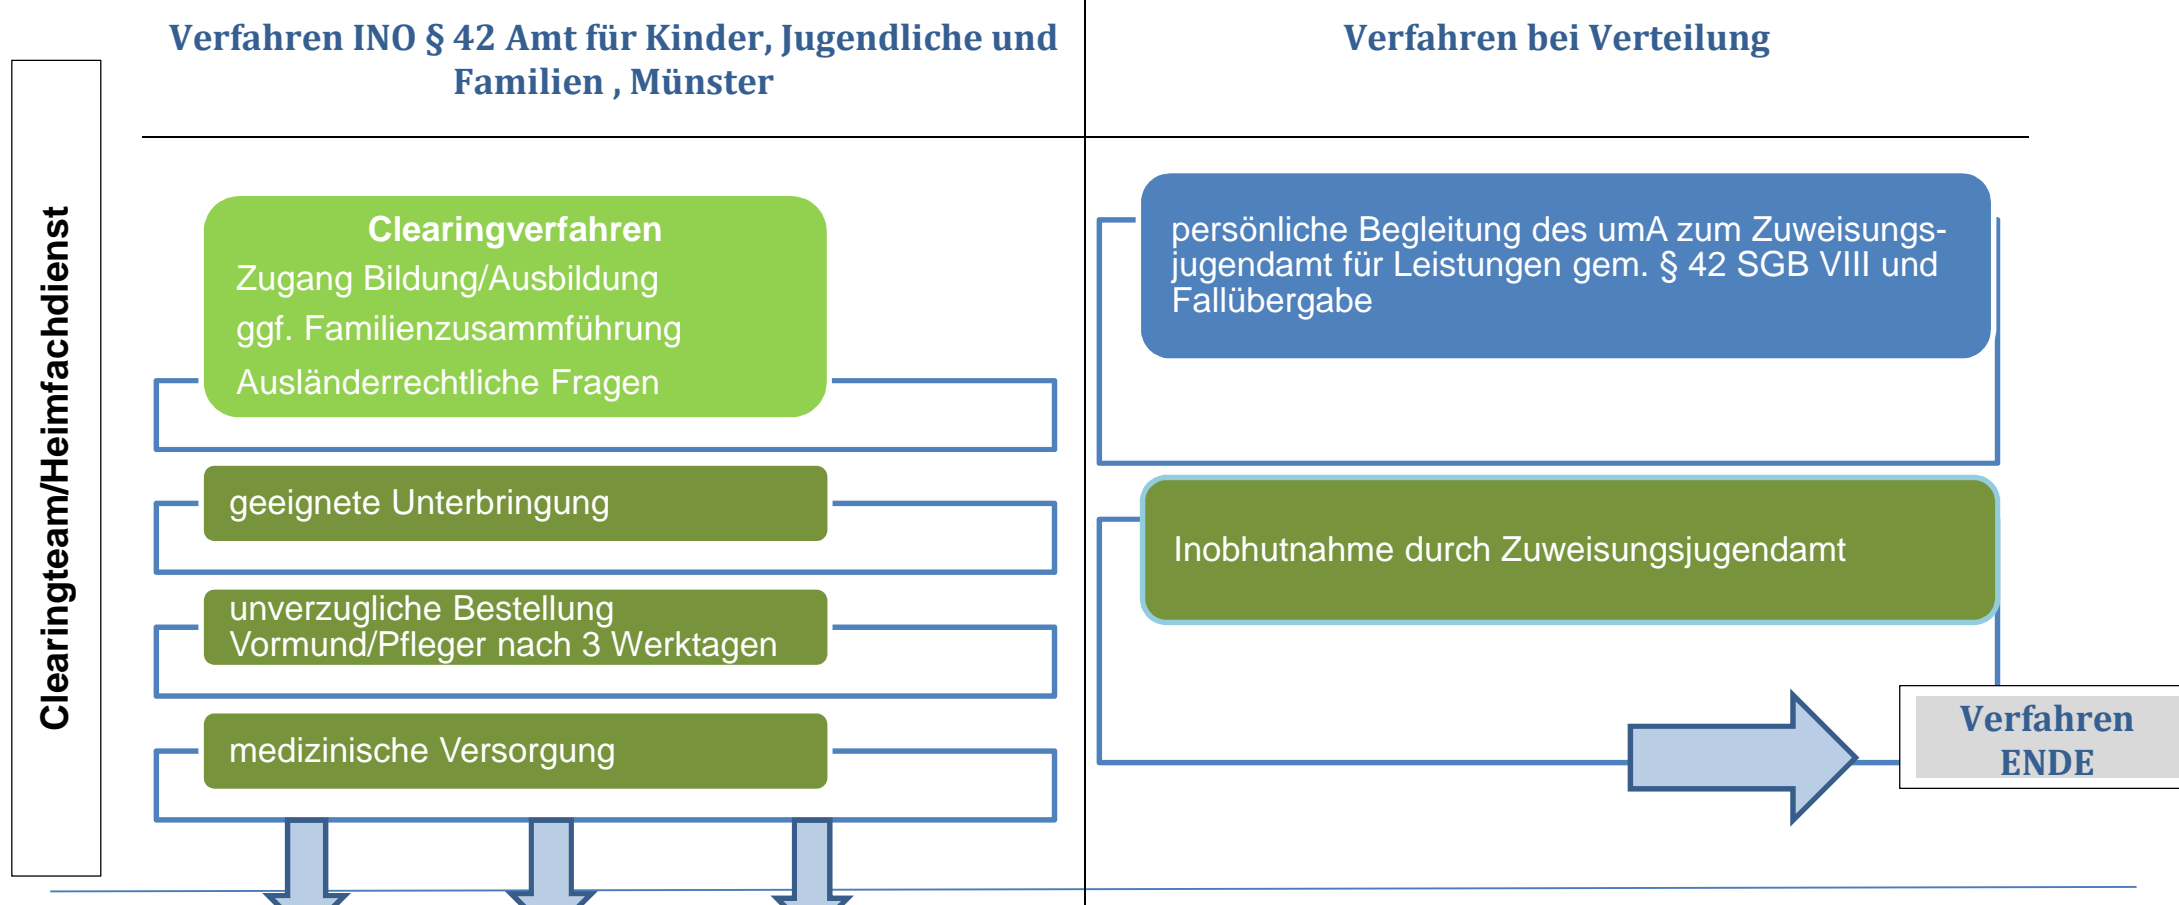 Verfahren INO § 42 Amt für Kinder, Jugendliche und
Familien , Münster
Verfahren bei Verteilung
Clearingteam/Heimfachdienst
Clearingverfahren
Zugang Bildung/Ausbildung
ggf. Familienzusammführung
Ausländerrechtliche Fragen
geeignete Unterbringung
unverzugliche Bestellung
Vormund/Pfleger nach 3 Werktagen
medizinische Versorgung
persönliche Begleitung des umA zum Zuweisungs-
jugendamt für Leistungen gem. § 42 SGB VIII und
Fallübergabe
Inobhutnahme durch Zuweisungsjugendamt
Verfahren
ENDE